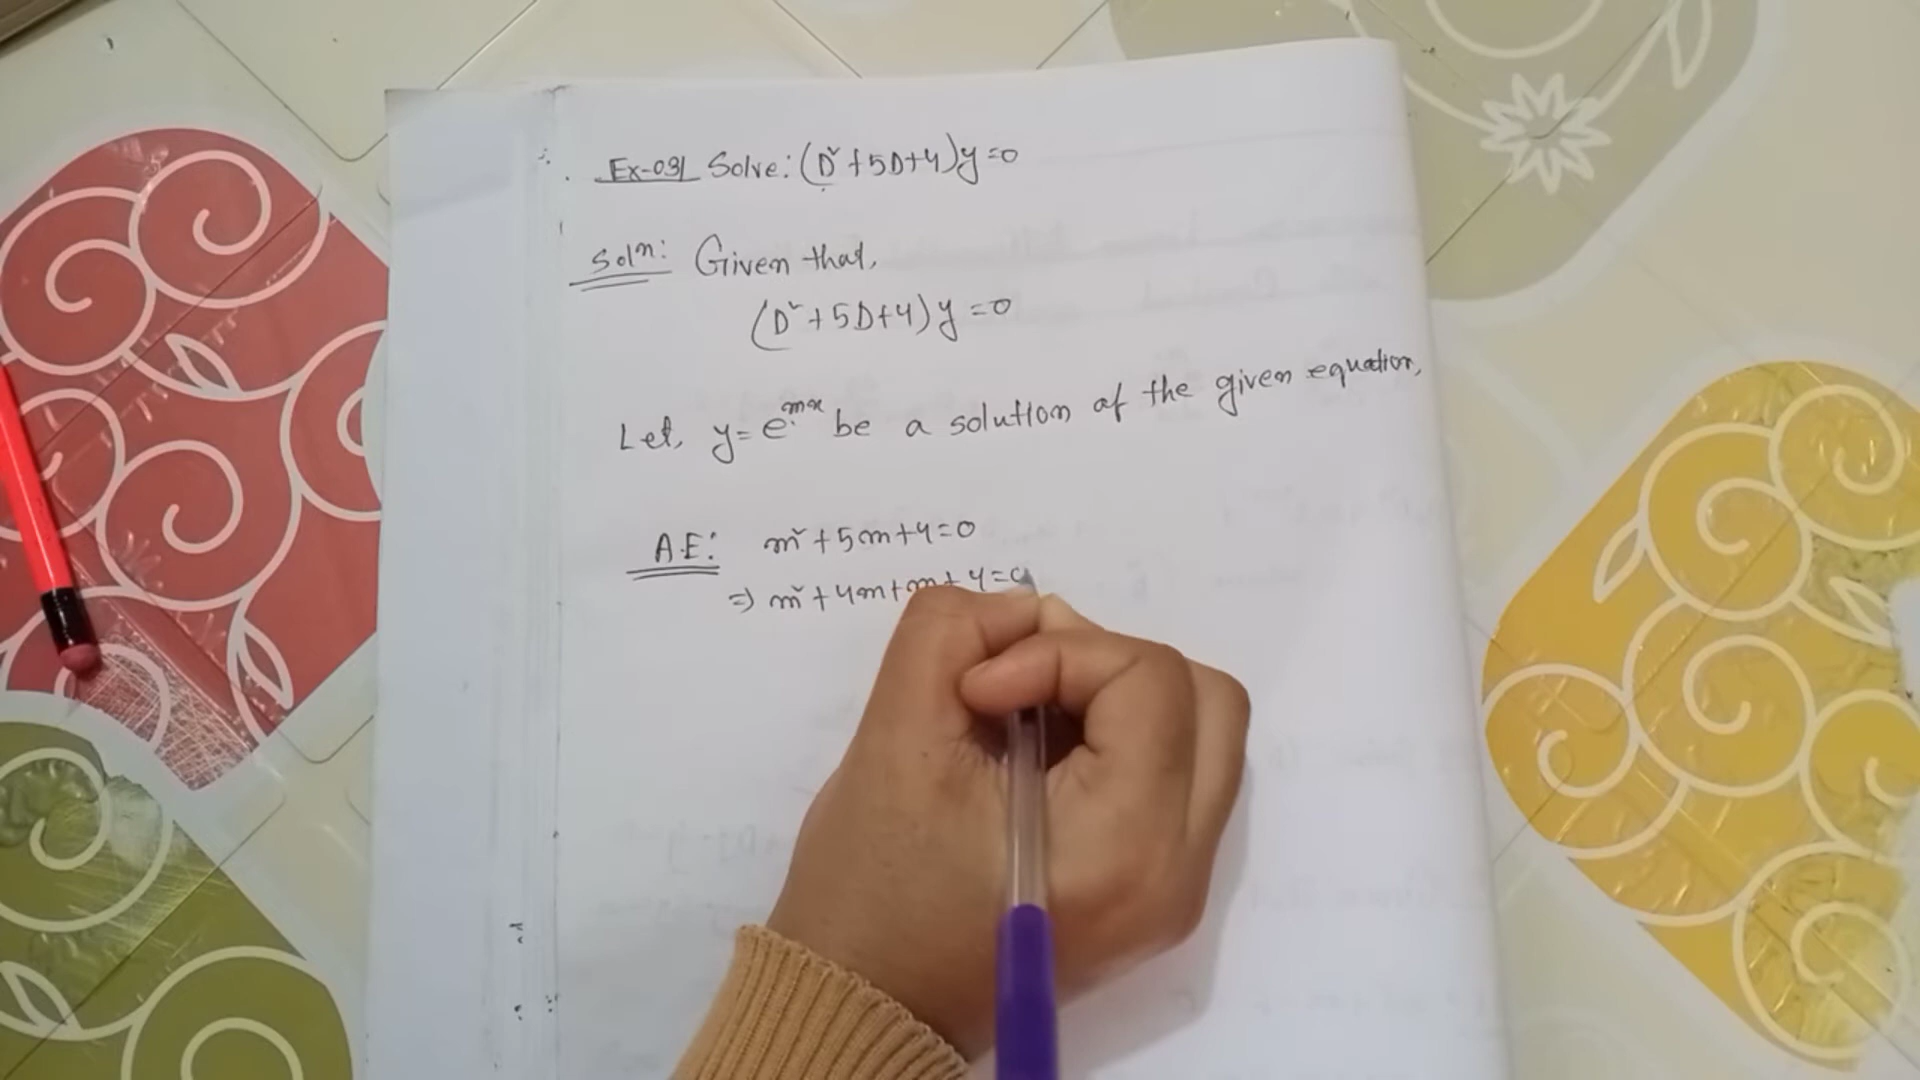 Ex-03/ Solve: (D² + 5D + 4)y = 0
Solⁿ: Given that,
(D² + 5D + 4) y = 0
Let, y = e^mx be a solution of the given equation,
A.E: m² + 5m + 4 = 0
⇒ m² + 4m + m + 4 = 0